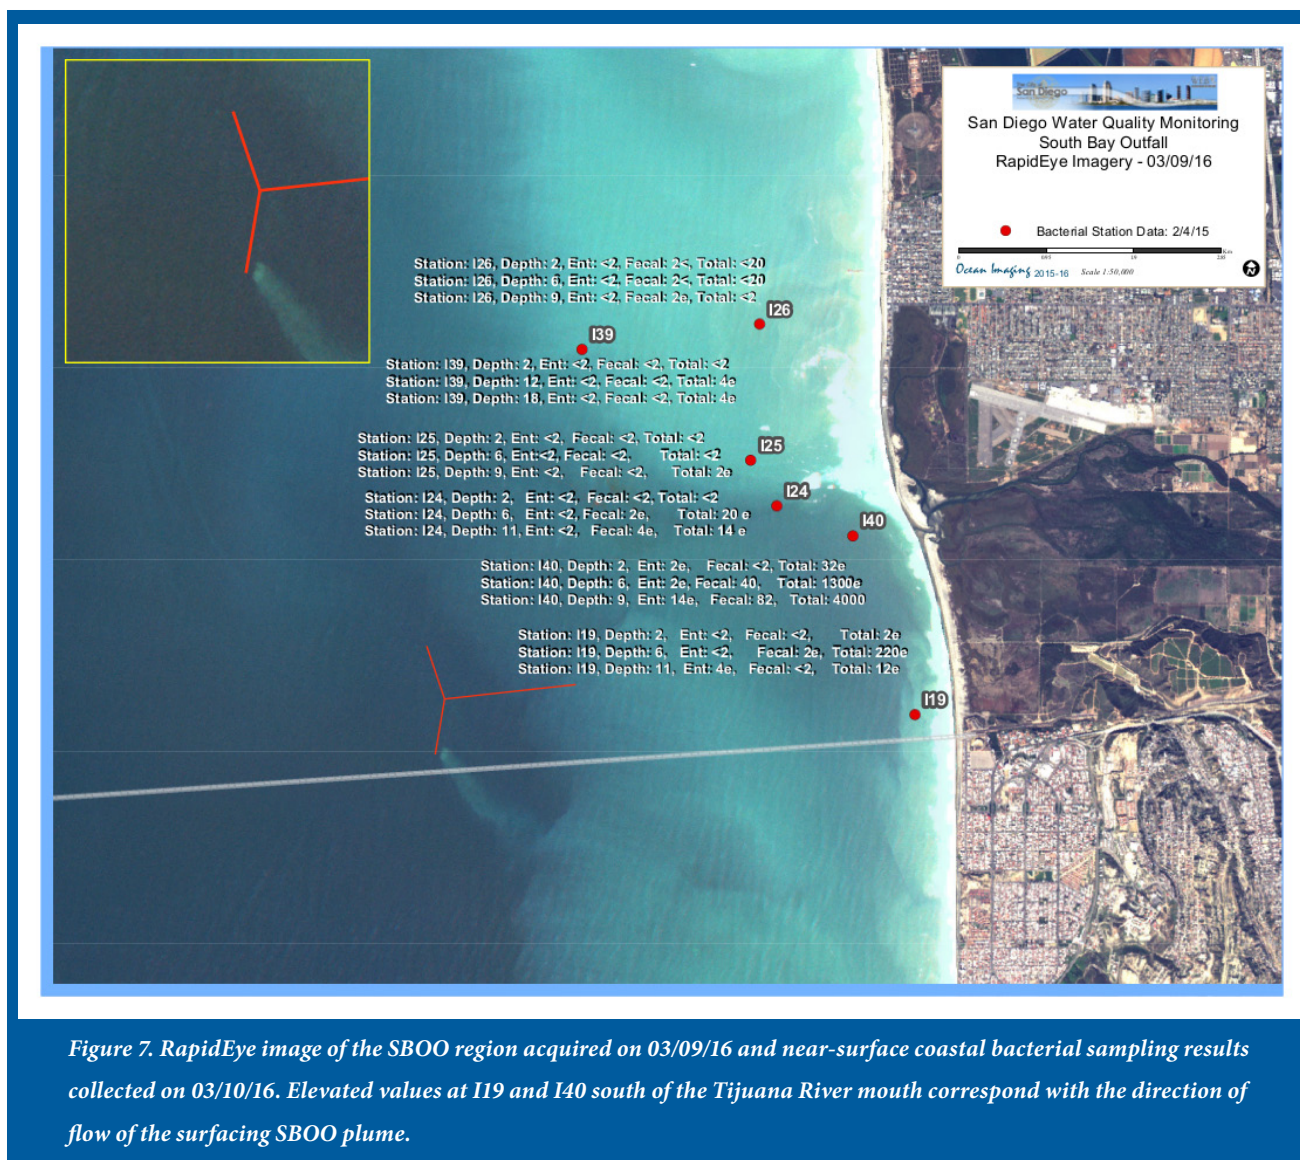 The City of
San Diego
San Diego Water Quality Monitoring
South Bay Outfall
RapidEye Imagery - 03/09/16
Bacterial Station Data: 2/4/15
Km
Ocean Imaging 2015-16 Scale 1:50,000
Station: I26, Depth: 2, Ent: <2, Fecal: 2<, Total: <20
Station: I26, Depth: 6, Ent: <2, Fecal: 2<, Total: <20
Station: I26, Depth: 9, Ent: <2, Fecal: 2e, Total: <2
I26
I39
Station: I39, Depth: 2, Ent: <2, Fecal: <2, Total: <2
Station: I39, Depth: 12, Ent: <2, Fecal: <2, Total: 4e
Station: I39, Depth: 18, Ent: <2, Fecal: <2, Total: 4e
Station: I25, Depth: 2, Ent: <2, Fecal: <2, Total: <2
Station: I25, Depth: 6, Ent:<2, Fecal: <2, Total: <2
Station: I25, Depth: 9, Ent: <2, Fecal: <2, Total: 2e
I25
Station: I24, Depth: 2, Ent: <2, Fecal: <2, Total: <2
Station: I24, Depth: 6, Ent: <2, Fecal: 2e, Total: 20 e
Station: I24, Depth: 11, Ent: <2, Fecal: 4e, Total: 14 e
I24
I40
Station: I40, Depth: 2, Ent: 2e, Fecal: <2, Total: 32e
Station: I40, Depth: 6, Ent: 2e, Fecal: 40, Total: 1300e
Station: I40, Depth: 9, Ent: 14e, Fecal: 82, Total: 4000
Station: I19, Depth: 2, Ent: <2, Fecal: <2, Total: 2e
Station: I19, Depth: 6, Ent: <2, Fecal: 2e, Total: 220e
Station: I19, Depth: 11, Ent: 4e, Fecal: <2, Total: 12e
I19
Figure 7. RapidEye image of the SBOO region acquired on 03/09/16 and near-surface coastal bacterial sampling results
collected on 03/10/16. Elevated values at I19 and I40 south of the Tijuana River mouth correspond with the direction of
flow of the surfacing SBOO plume.